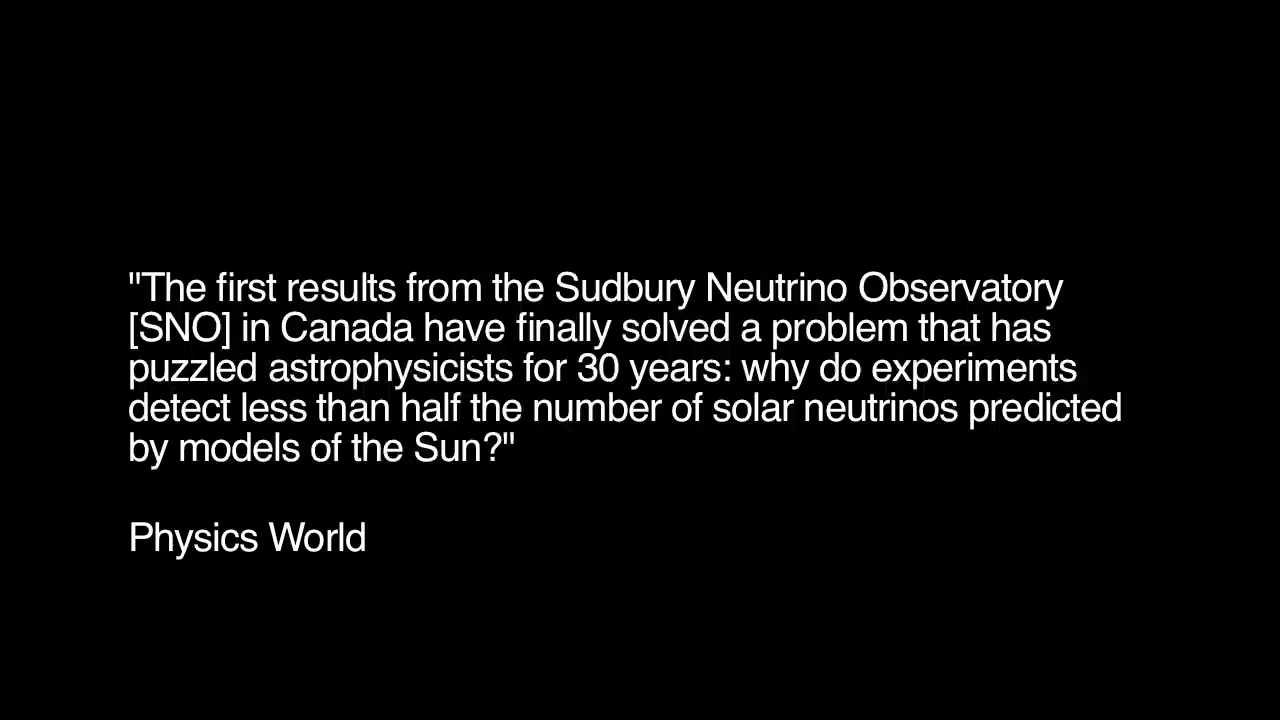 "The first results from the Sudbury Neutrino Observatory
[SNO] in Canada have finally solved a problem that has
puzzled astrophysicists for 30 years: why do experiments
detect less than half the number of solar neutrinos predicted
by models of the Sun?"
Physics World